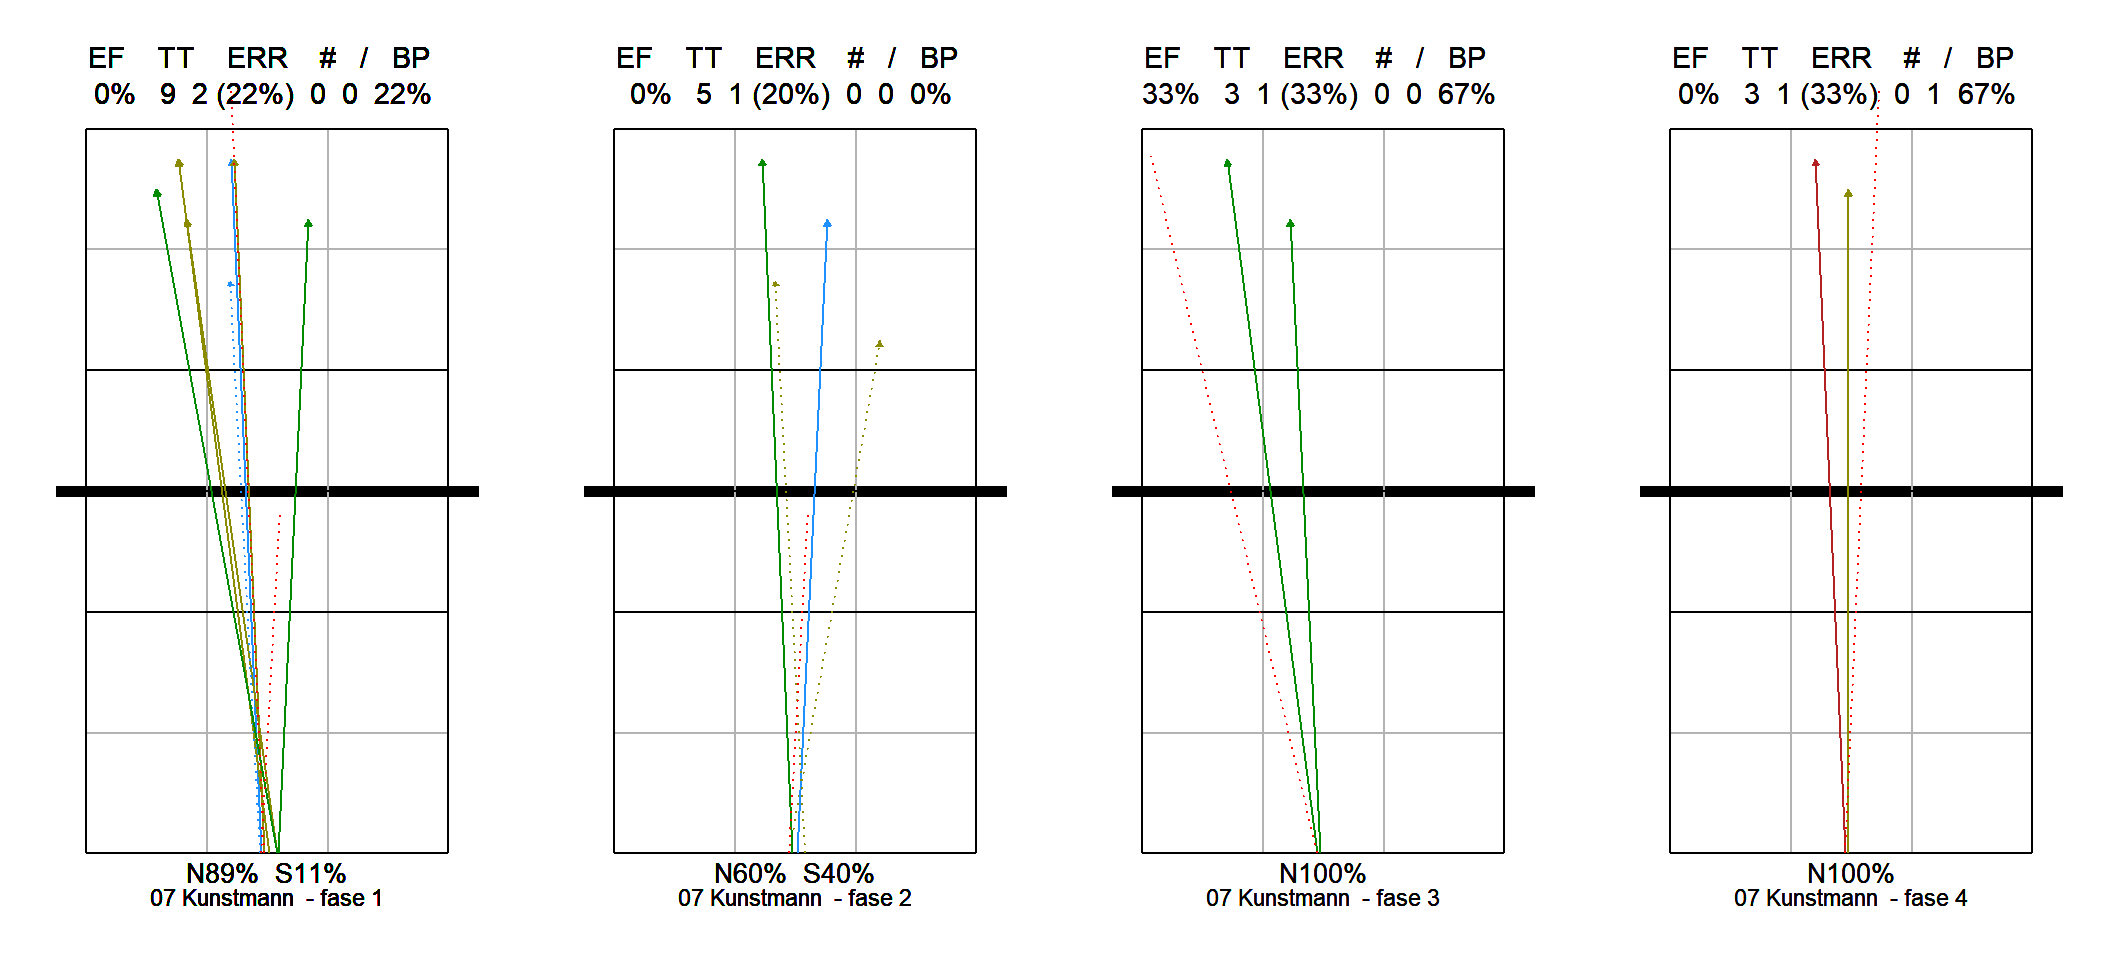 EF TT ERR # / BP
0% 9 2 (22%) 0 0 22%
N89% S11%
07 Kunstmann - fase 1
EF TT ERR # / BP
0% 5 1 (20%) 0 0 0%
N60% S40%
07 Kunstmann - fase 2
EF TT ERR # / BP
33% 3 1 (33%) 0 0 67%
N100%
07 Kunstmann - fase 3
EF TT ERR # / BP
0% 3 1 (33%) 0 1 67%
N100%
07 Kunstmann - fase 4